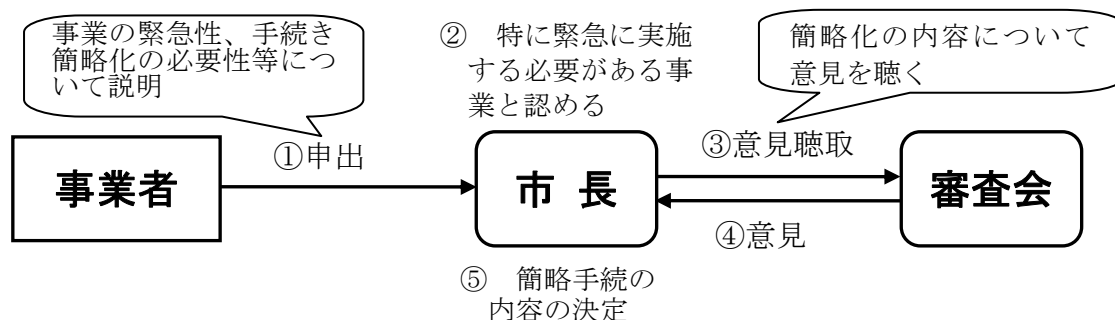 事業の緊急性、手続き
簡略化の必要性等につ
いて説明
② 特に緊急に実施
する必要がある事
業と認める
簡略化の内容について
意見を聴く
①申出
③意見聴取
事業者
市 長
審査会
④意見
⑤ 簡略手続の
内容の決定